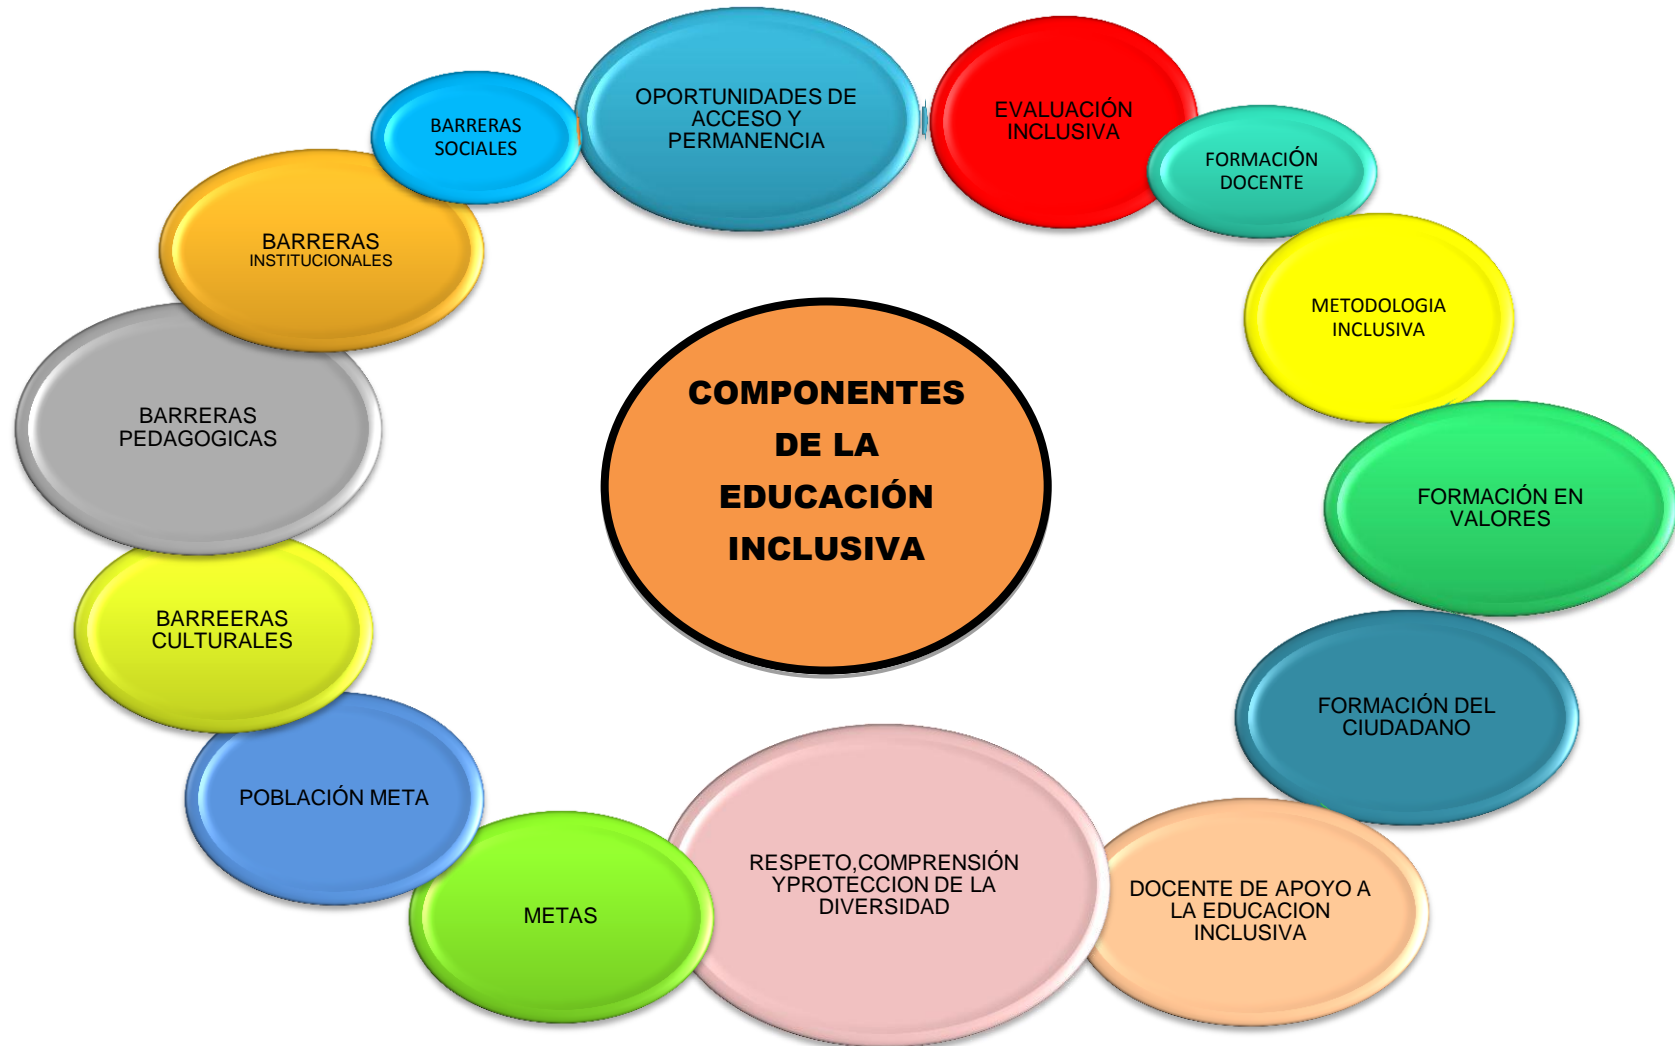 OPORTUNIDADES DE
ACCESO Y
PERMANENCIA
EVALUACIÓN
INCLUSIVA
FORMACIÓN
DOCENTE
METODOLOGIA
INCLUSIVA
FORMACIÓN EN
VALORES
FORMACIÓN DEL
CIUDADANO
DOCENTE DE APOYO A
LA EDUCACION
INCLUSIVA
RESPETO,COMPRENSIÓN
YPROTECCION DE LA
DIVERSIDAD
METAS
POBLACIÓN META
BARREERAS
CULTURALES
BARRERAS
PEDAGOGICAS
BARRERAS
INSTITUCIONALES
BARRERAS
SOCIALES
COMPONENTES
DE LA
EDUCACIÓN
INCLUSIVA